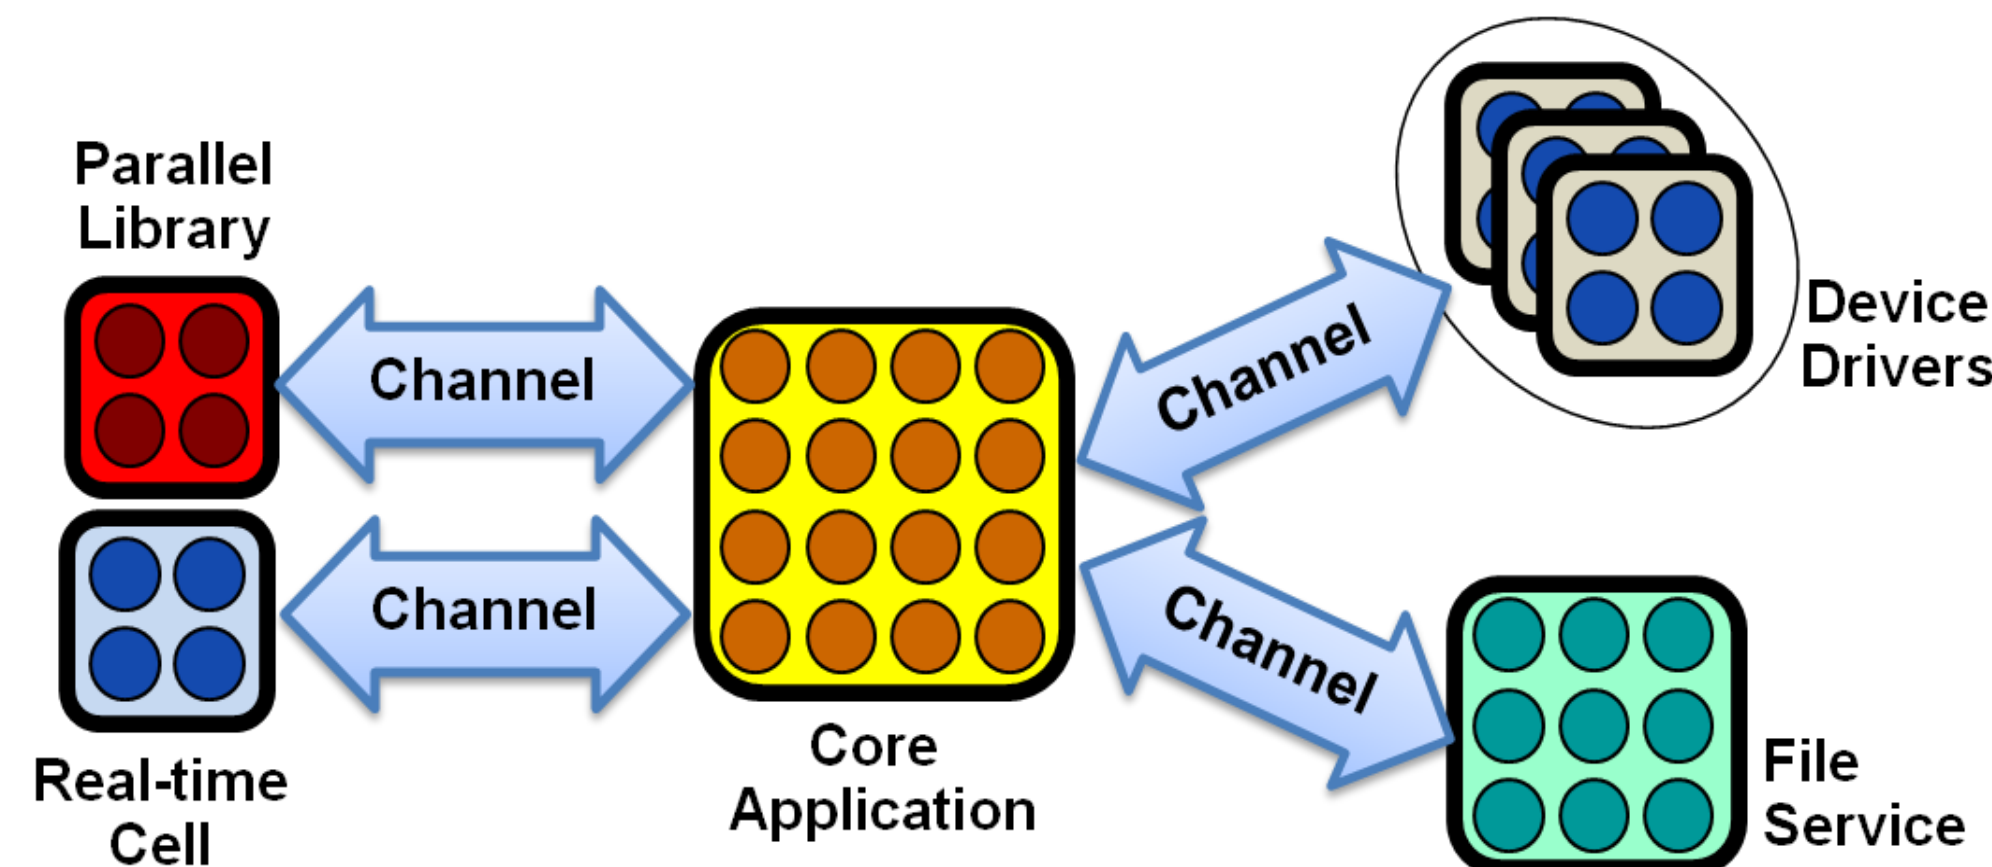 Parallel
Library
Channel
Real-time
Cell
Channel
Core
Application
Channel
Device
Drivers
Channel
File
Service